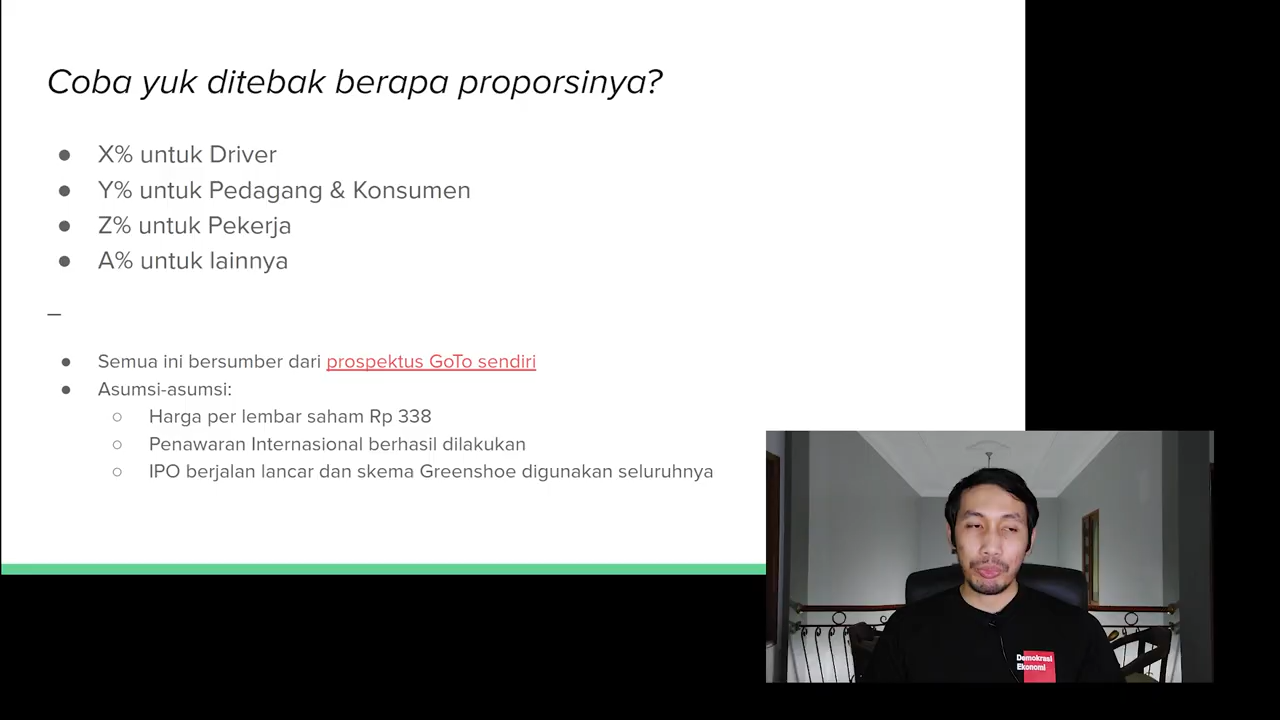 Coba yuk ditebak berapa proporsinya?
● X% untuk Driver
● Y% untuk Pedagang & Konsumen
● Z% untuk Pekerja
● A% untuk lainnya
–
● Semua ini bersumber dari prospektus GoTo sendiri
● Asumsi-asumsi:
○ Harga per lembar saham Rp 338
○ Penawaran Internasional berhasil dilakukan
○ IPO berjalan lancar dan skema Greenshoe digunakan seluruhnya
Demokrasi
Ekonomi